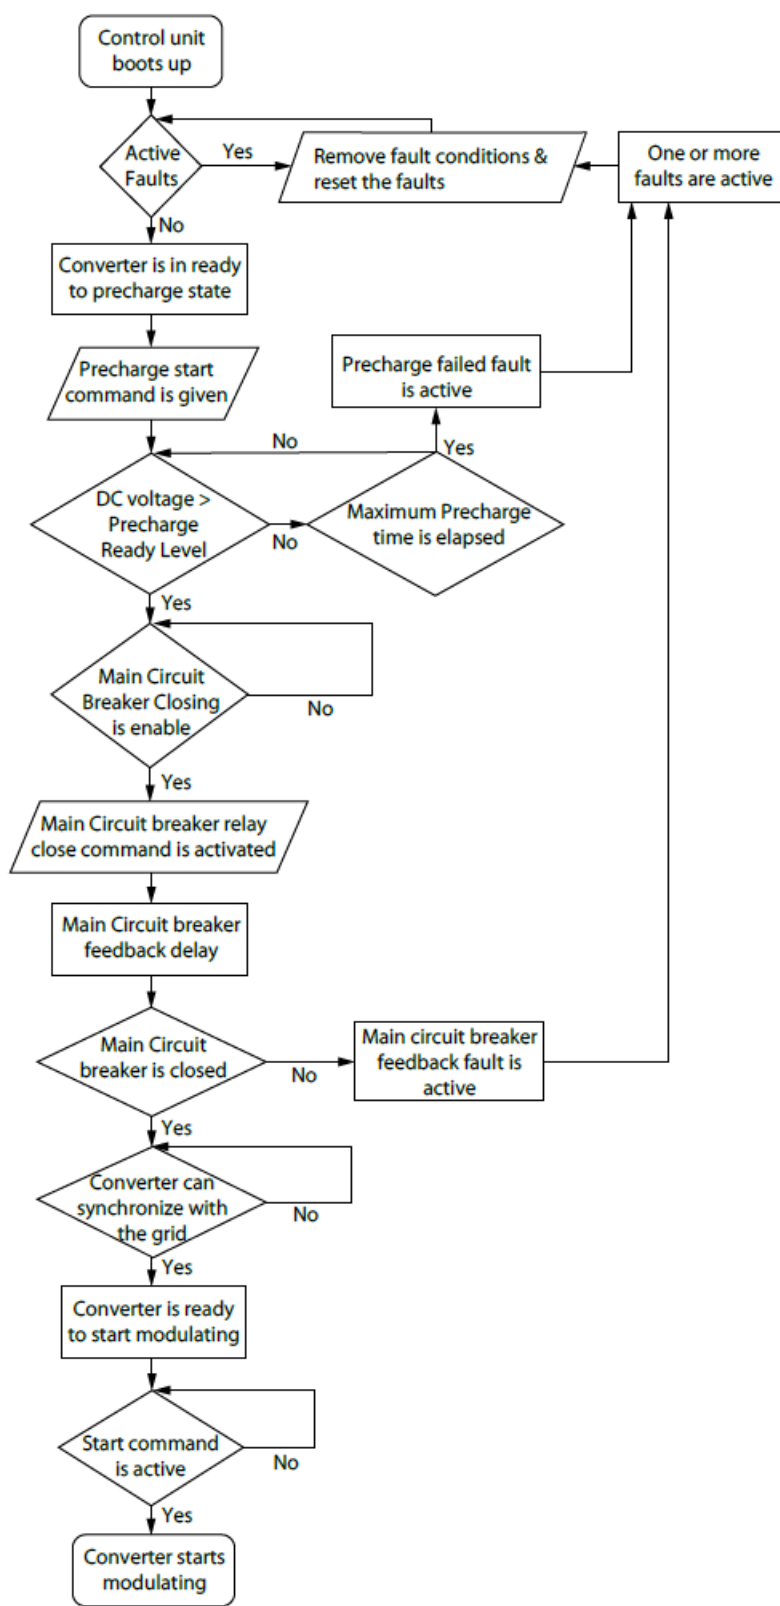 Control unit
boots up
Active
Faults
Yes
Remove fault conditions &
reset the faults
One or more
faults are active
No
Converter is in ready
to precharge state
Precharge start
command is given
Precharge failed fault
is active
No
Yes
DC voltage >
Precharge
Ready Level
No
Maximum Precharge
time is elapsed
Yes
Main Circuit
Breaker Closing
is enable
No
Yes
Main Circuit breaker relay
close command is activated
Main Circuit breaker
feedback delay
Main Circuit
breaker is closed
No
Main circuit breaker
feedback fault is
active
Yes
Converter can
synchronize with
the grid
No
Yes
Converter is ready
to start modulating
Start command
is active
No
Yes
Converter starts
modulating